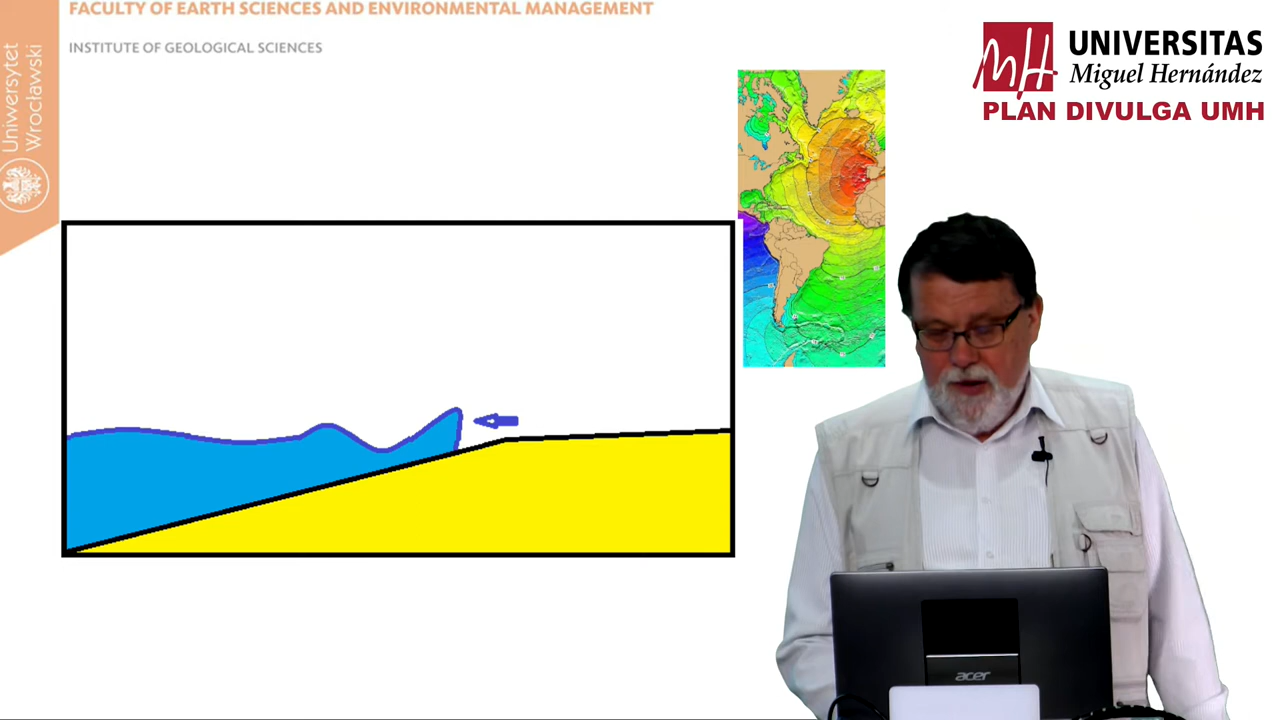 FACULTY OF EARTH SCIENCES AND ENVIRONMENTAL MANAGEMENT
INSTITUTE OF GEOLOGICAL SCIENCES
Uniwersytet
Wrocławski
UNIVERSITAS
Miguel Hernández
PLAN DIVULGA UMH
acer